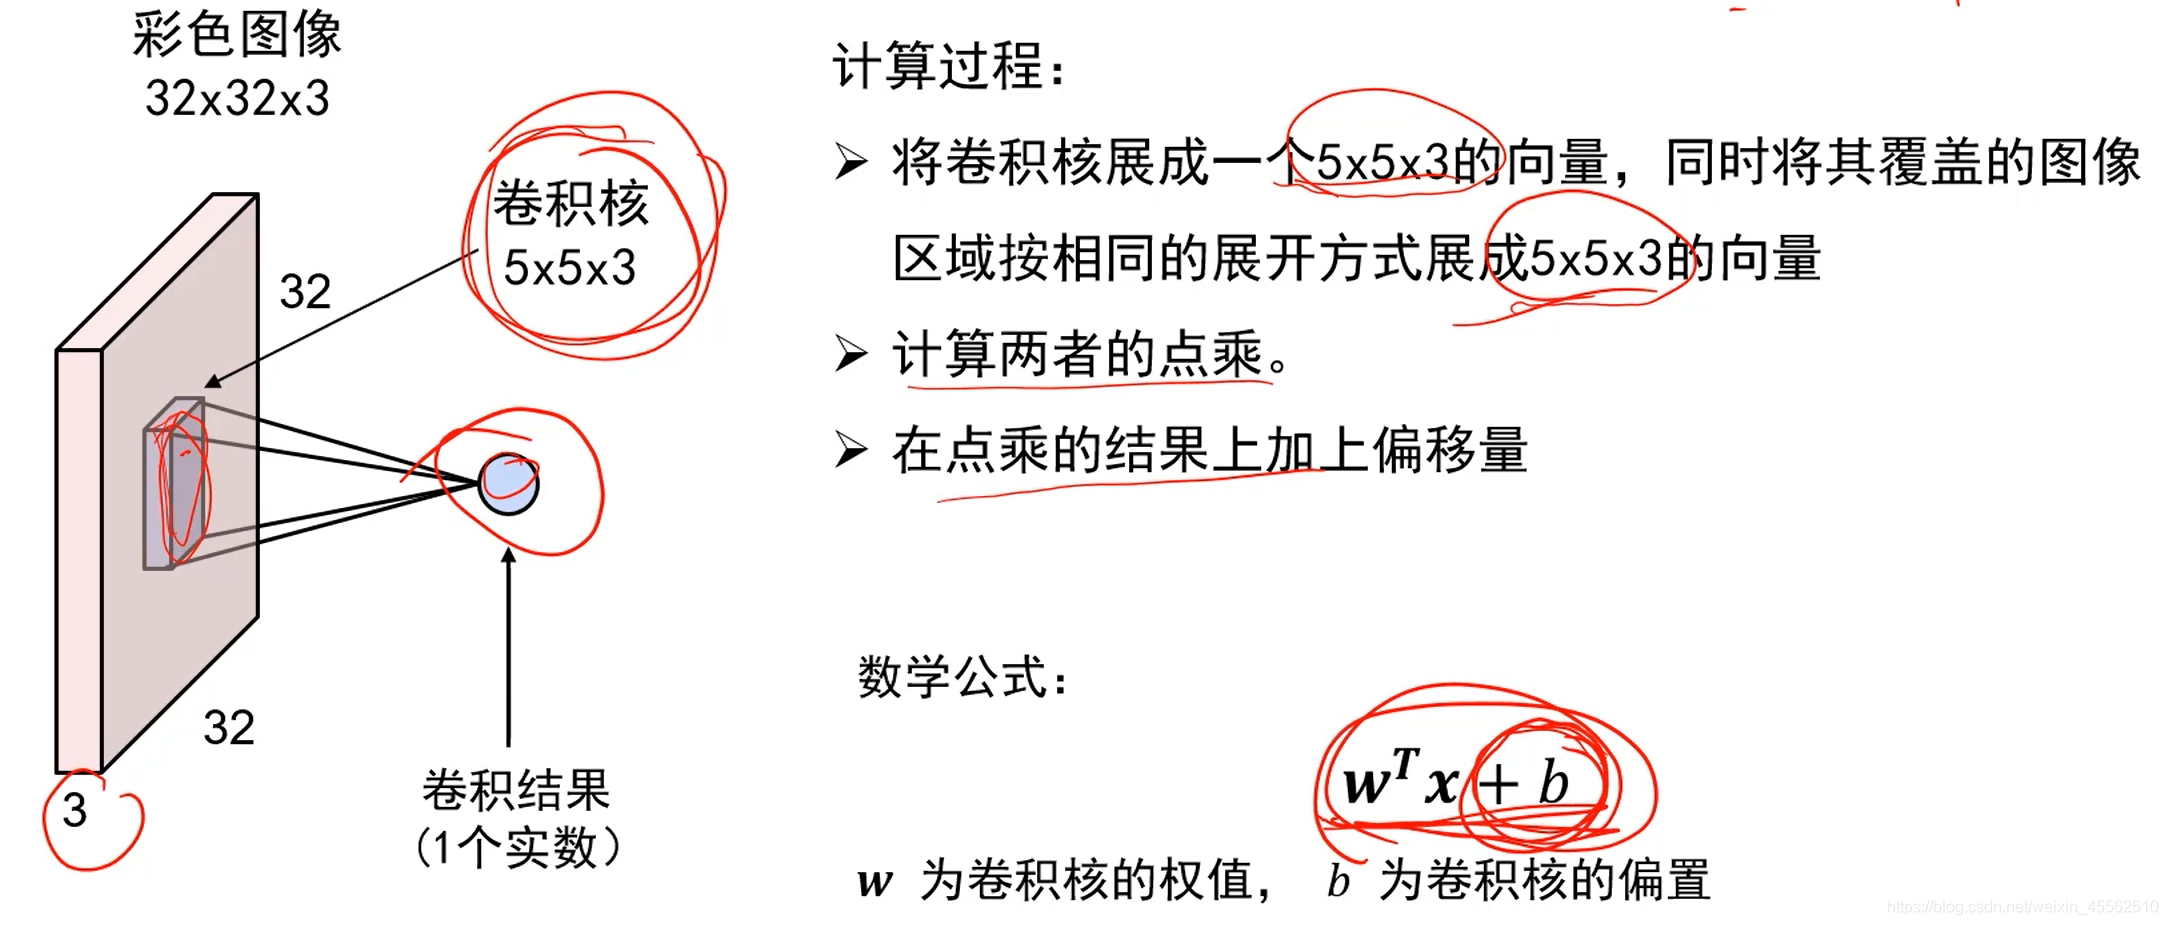 彩色图像
32x32x3
卷积核
5x5x3
32
32
3
卷积结果
(1个实数)
计算过程：
➢ 将卷积核展成一个5x5x3的向量，同时将其覆盖的图像
区域按相同的展开方式展成5x5x3的向量
➢ 计算两者的点乘。
➢ 在点乘的结果上加上偏移量
数学公式：
wᵀx + b
w 为卷积核的权值， b 为卷积核的偏置
https://blog.csdn.net/weixin_45562510